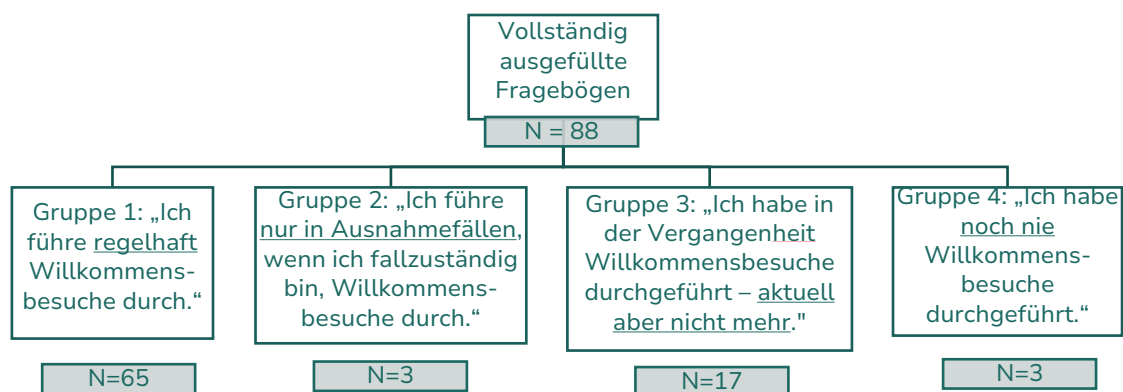 Vollständig
ausgefüllte
Fragebögen
N = 88
Gruppe 1: „Ich
führe regelhaft
Willkommens-
besuche durch.“
N=65
Gruppe 2: „Ich führe
nur in Ausnahmefällen,
wenn ich fallzuständig
bin, Willkommens-
besuche durch.“
N=3
Gruppe 3: „Ich habe in
der Vergangenheit
Willkommensbesuche
durchgeführt – aktuell
aber nicht mehr."
N=17
Gruppe 4: „Ich habe
noch nie
Willkommens-
besuche
durchgeführt.“
N=3